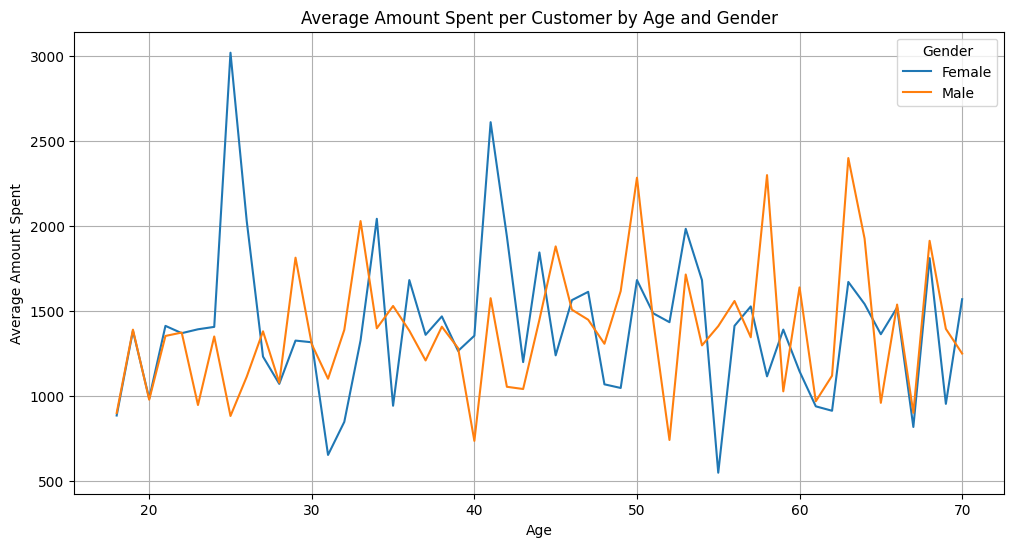 Average Amount Spent per Customer by Age and Gender
Gender
Female
Male
Average Amount Spent
3000
2500
2000
1500
1000
500
20 30 40 50 60 70
Age